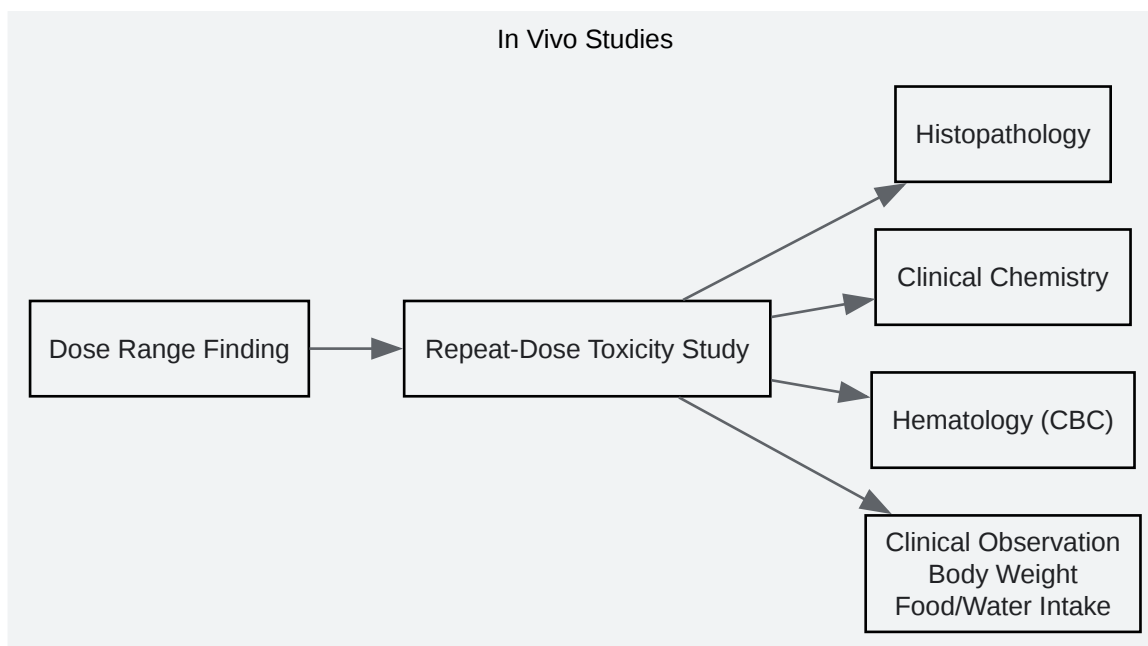 In Vivo Studies
Histopathology
Clinical Chemistry
Dose Range Finding
Repeat-Dose Toxicity Study
Hematology (CBC)
Clinical Observation
Body Weight
Food/Water Intake